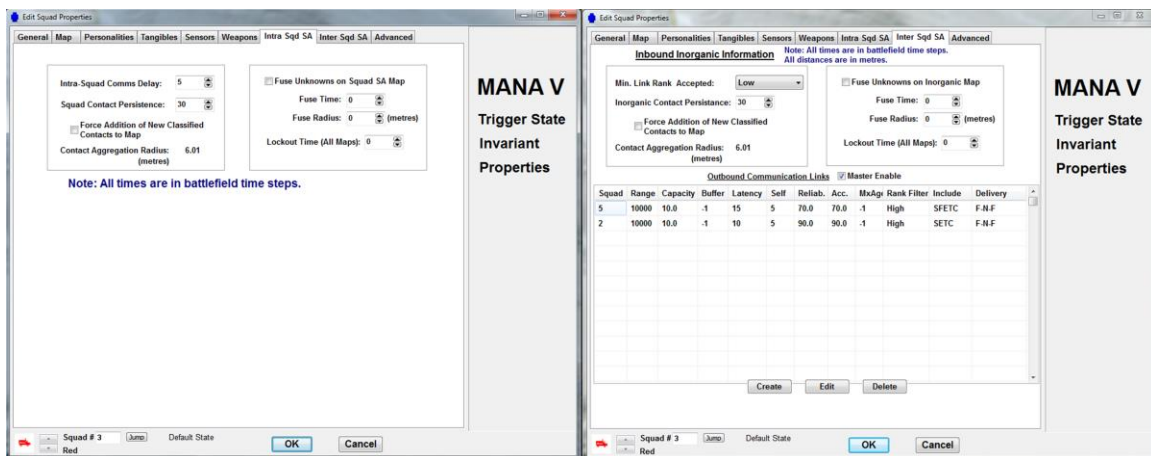 Edit Squad Properties
General Map Personalities Tangibles Sensors Weapons Intra Sqd SA Inter Sqd SA Advanced
Intra-Squad Comms Delay: 5
Squad Contact Persistence: 30
Force Addition of New Classified
Contacts to Map
Contact Aggregation Radius: 6.01
(metres)
Fuse Unknowns on Squad SA Map
Fuse Time: 0
Fuse Radius: 0 (metres)
Lockout Time (All Maps): 0
Note: All times are in battlefield time steps.
MANA V
Trigger State
Invariant
Properties
Squad # 3 Jump Default State
Red
OK Cancel
Edit Squad Properties
General Map Personalities Tangibles Sensors Weapons Intra Sqd SA Inter Sqd SA Advanced
Inbound Inorganic Information
Note: All times are in battlefield time steps.
All distances are in metres.
Min. Link Rank Accepted: Low
Inorganic Contact Persistance: 30
Force Addition of New Classified
Contacts to Map
Contact Aggregation Radius: 6.01
(metres)
Fuse Unknowns on Inorganic Map
Fuse Time: 0
Fuse Radius: 0 (metres)
Lockout Time (All Maps): 0
Outbound Communication Links Master Enable
Squad Range Capacity Buffer Latency Self Reliab. Acc. MxAge Rank Filter Include Delivery
5 10000 10.0 -1 15 5 70.0 70.0 -1 High SFETC F-N-F
2 10000 10.0 -1 10 5 90.0 90.0 -1 High SETC F-N-F
Create Edit Delete
MANA V
Trigger State
Invariant
Properties
Squad # 3 Jump Default State
Red
OK Cancel